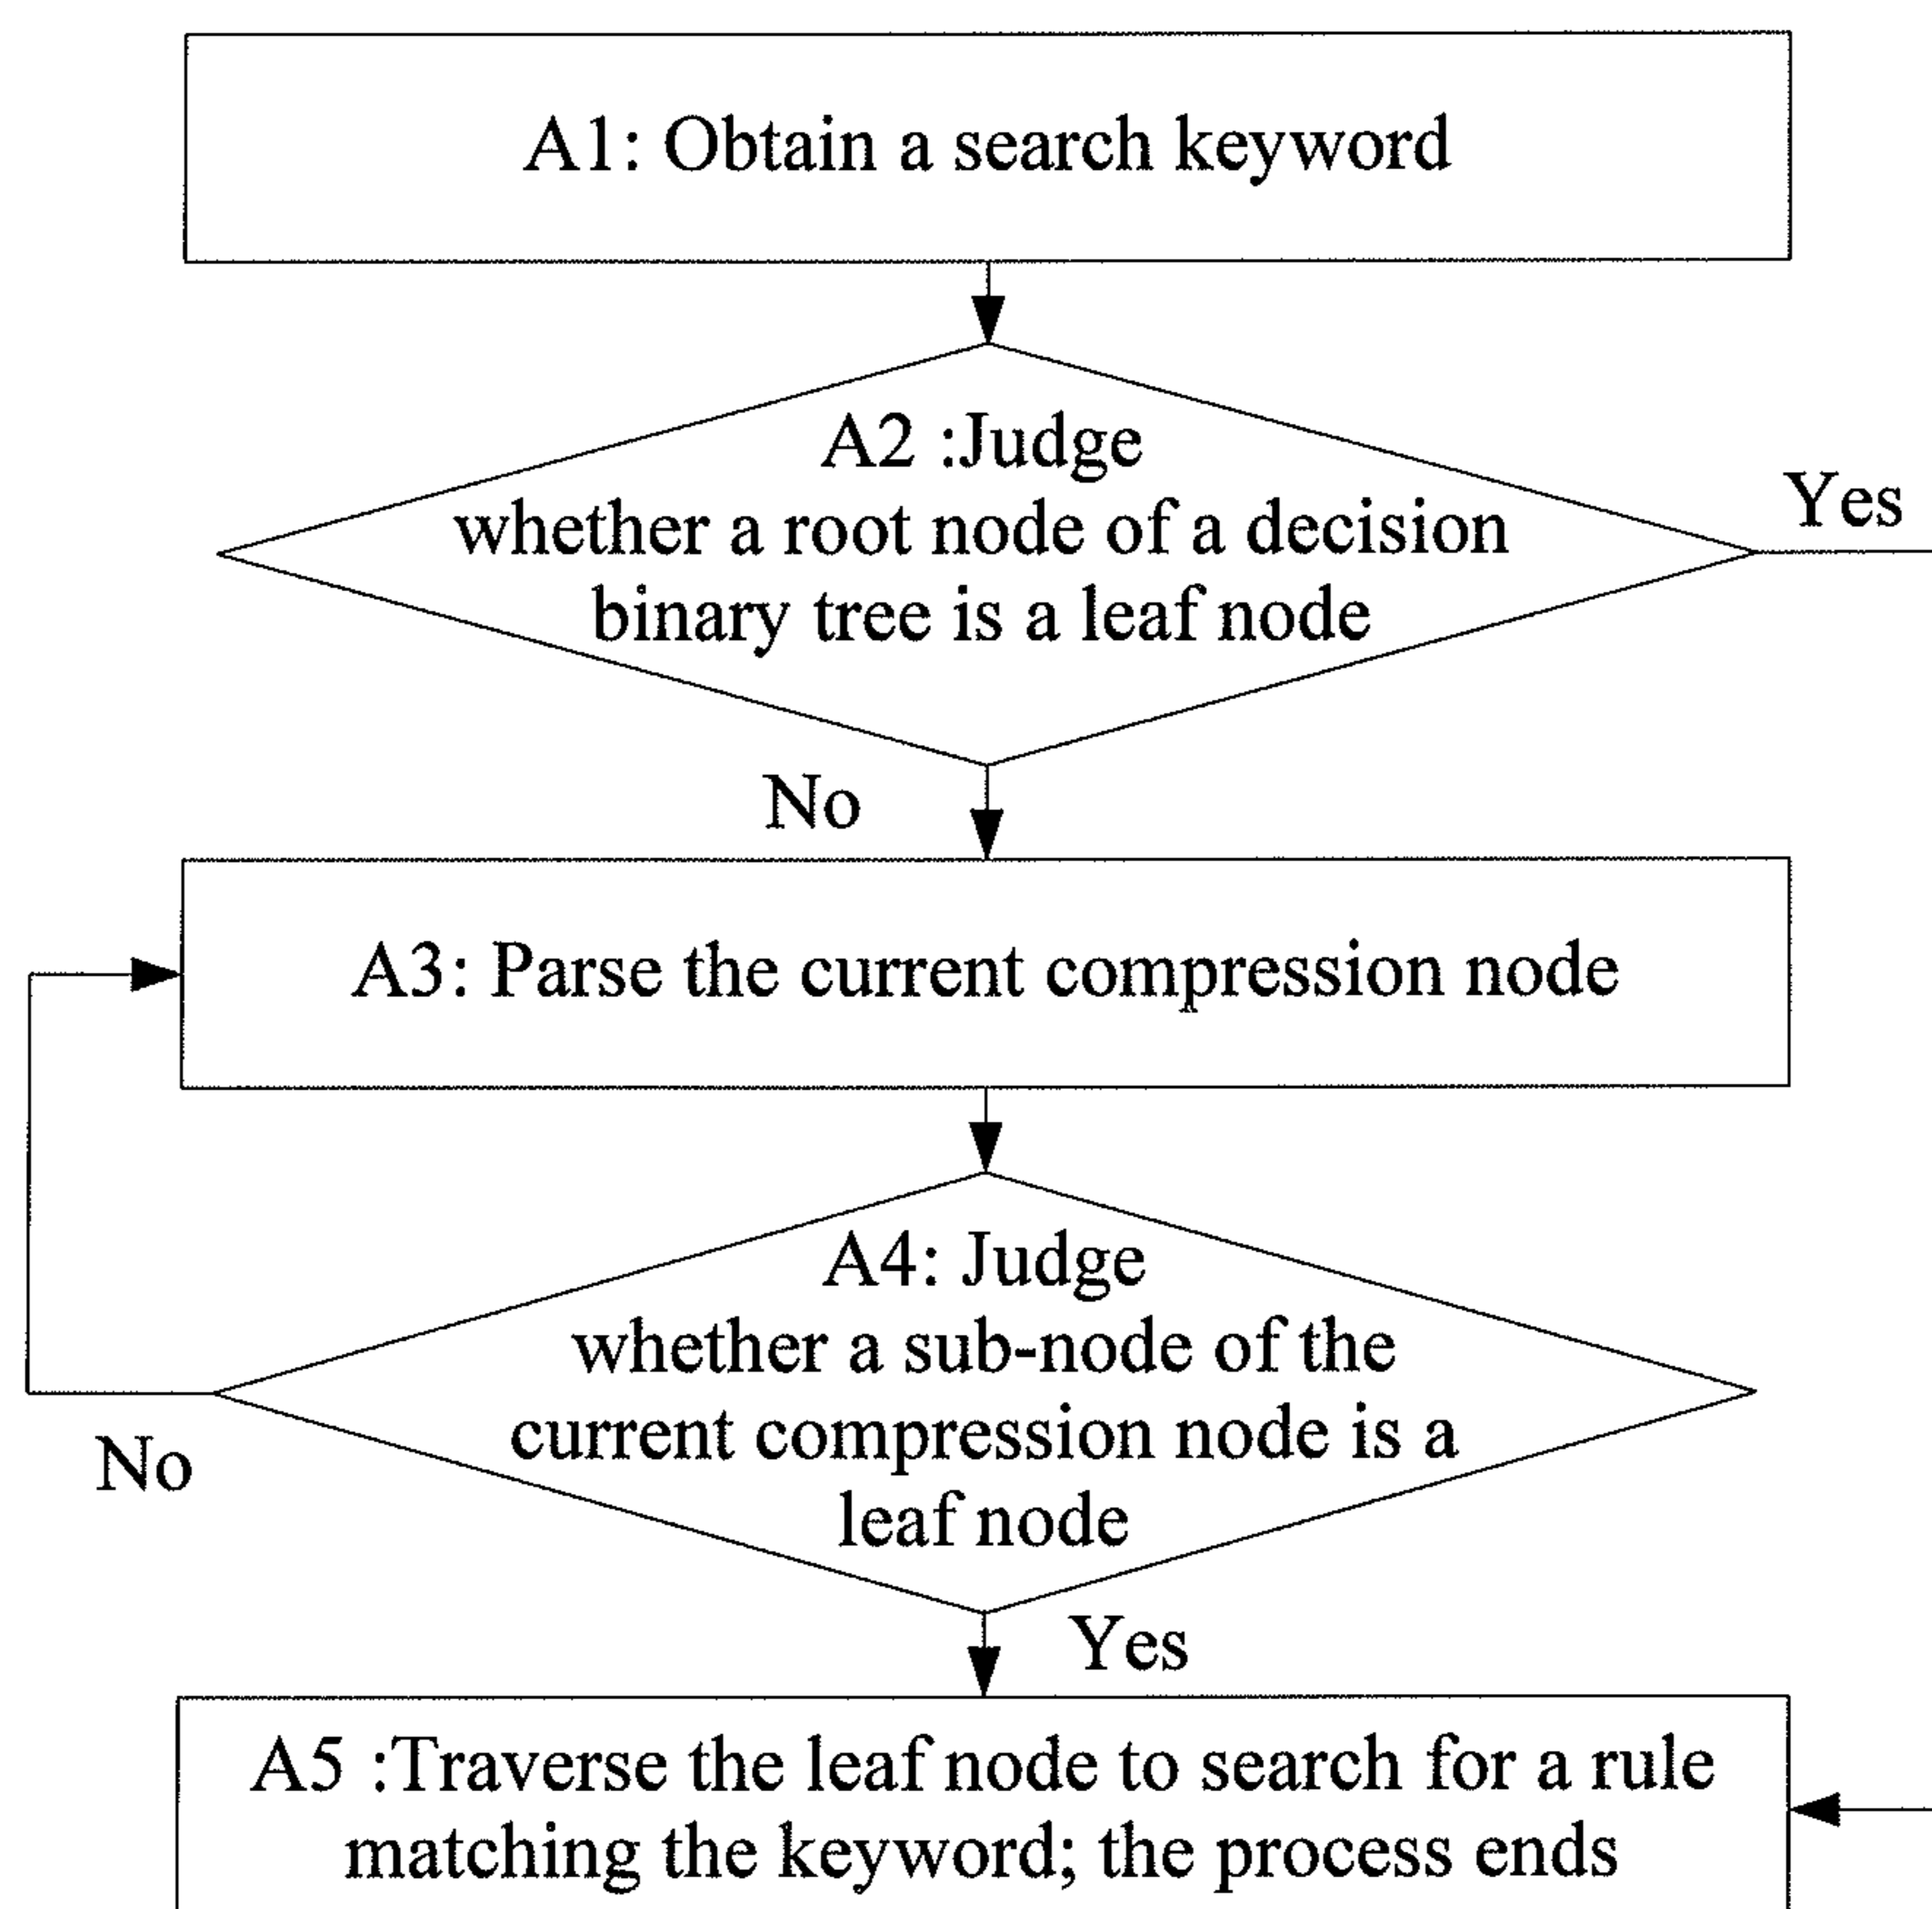 A1: Obtain a search keyword
A2 :Judge
whether a root node of a decision
binary tree is a leaf node
Yes
No
A3: Parse the current compression node
A4: Judge
whether a sub-node of the
current compression node is a
leaf node
No
Yes
A5 :Traverse the leaf node to search for a rule
matching the keyword; the process ends